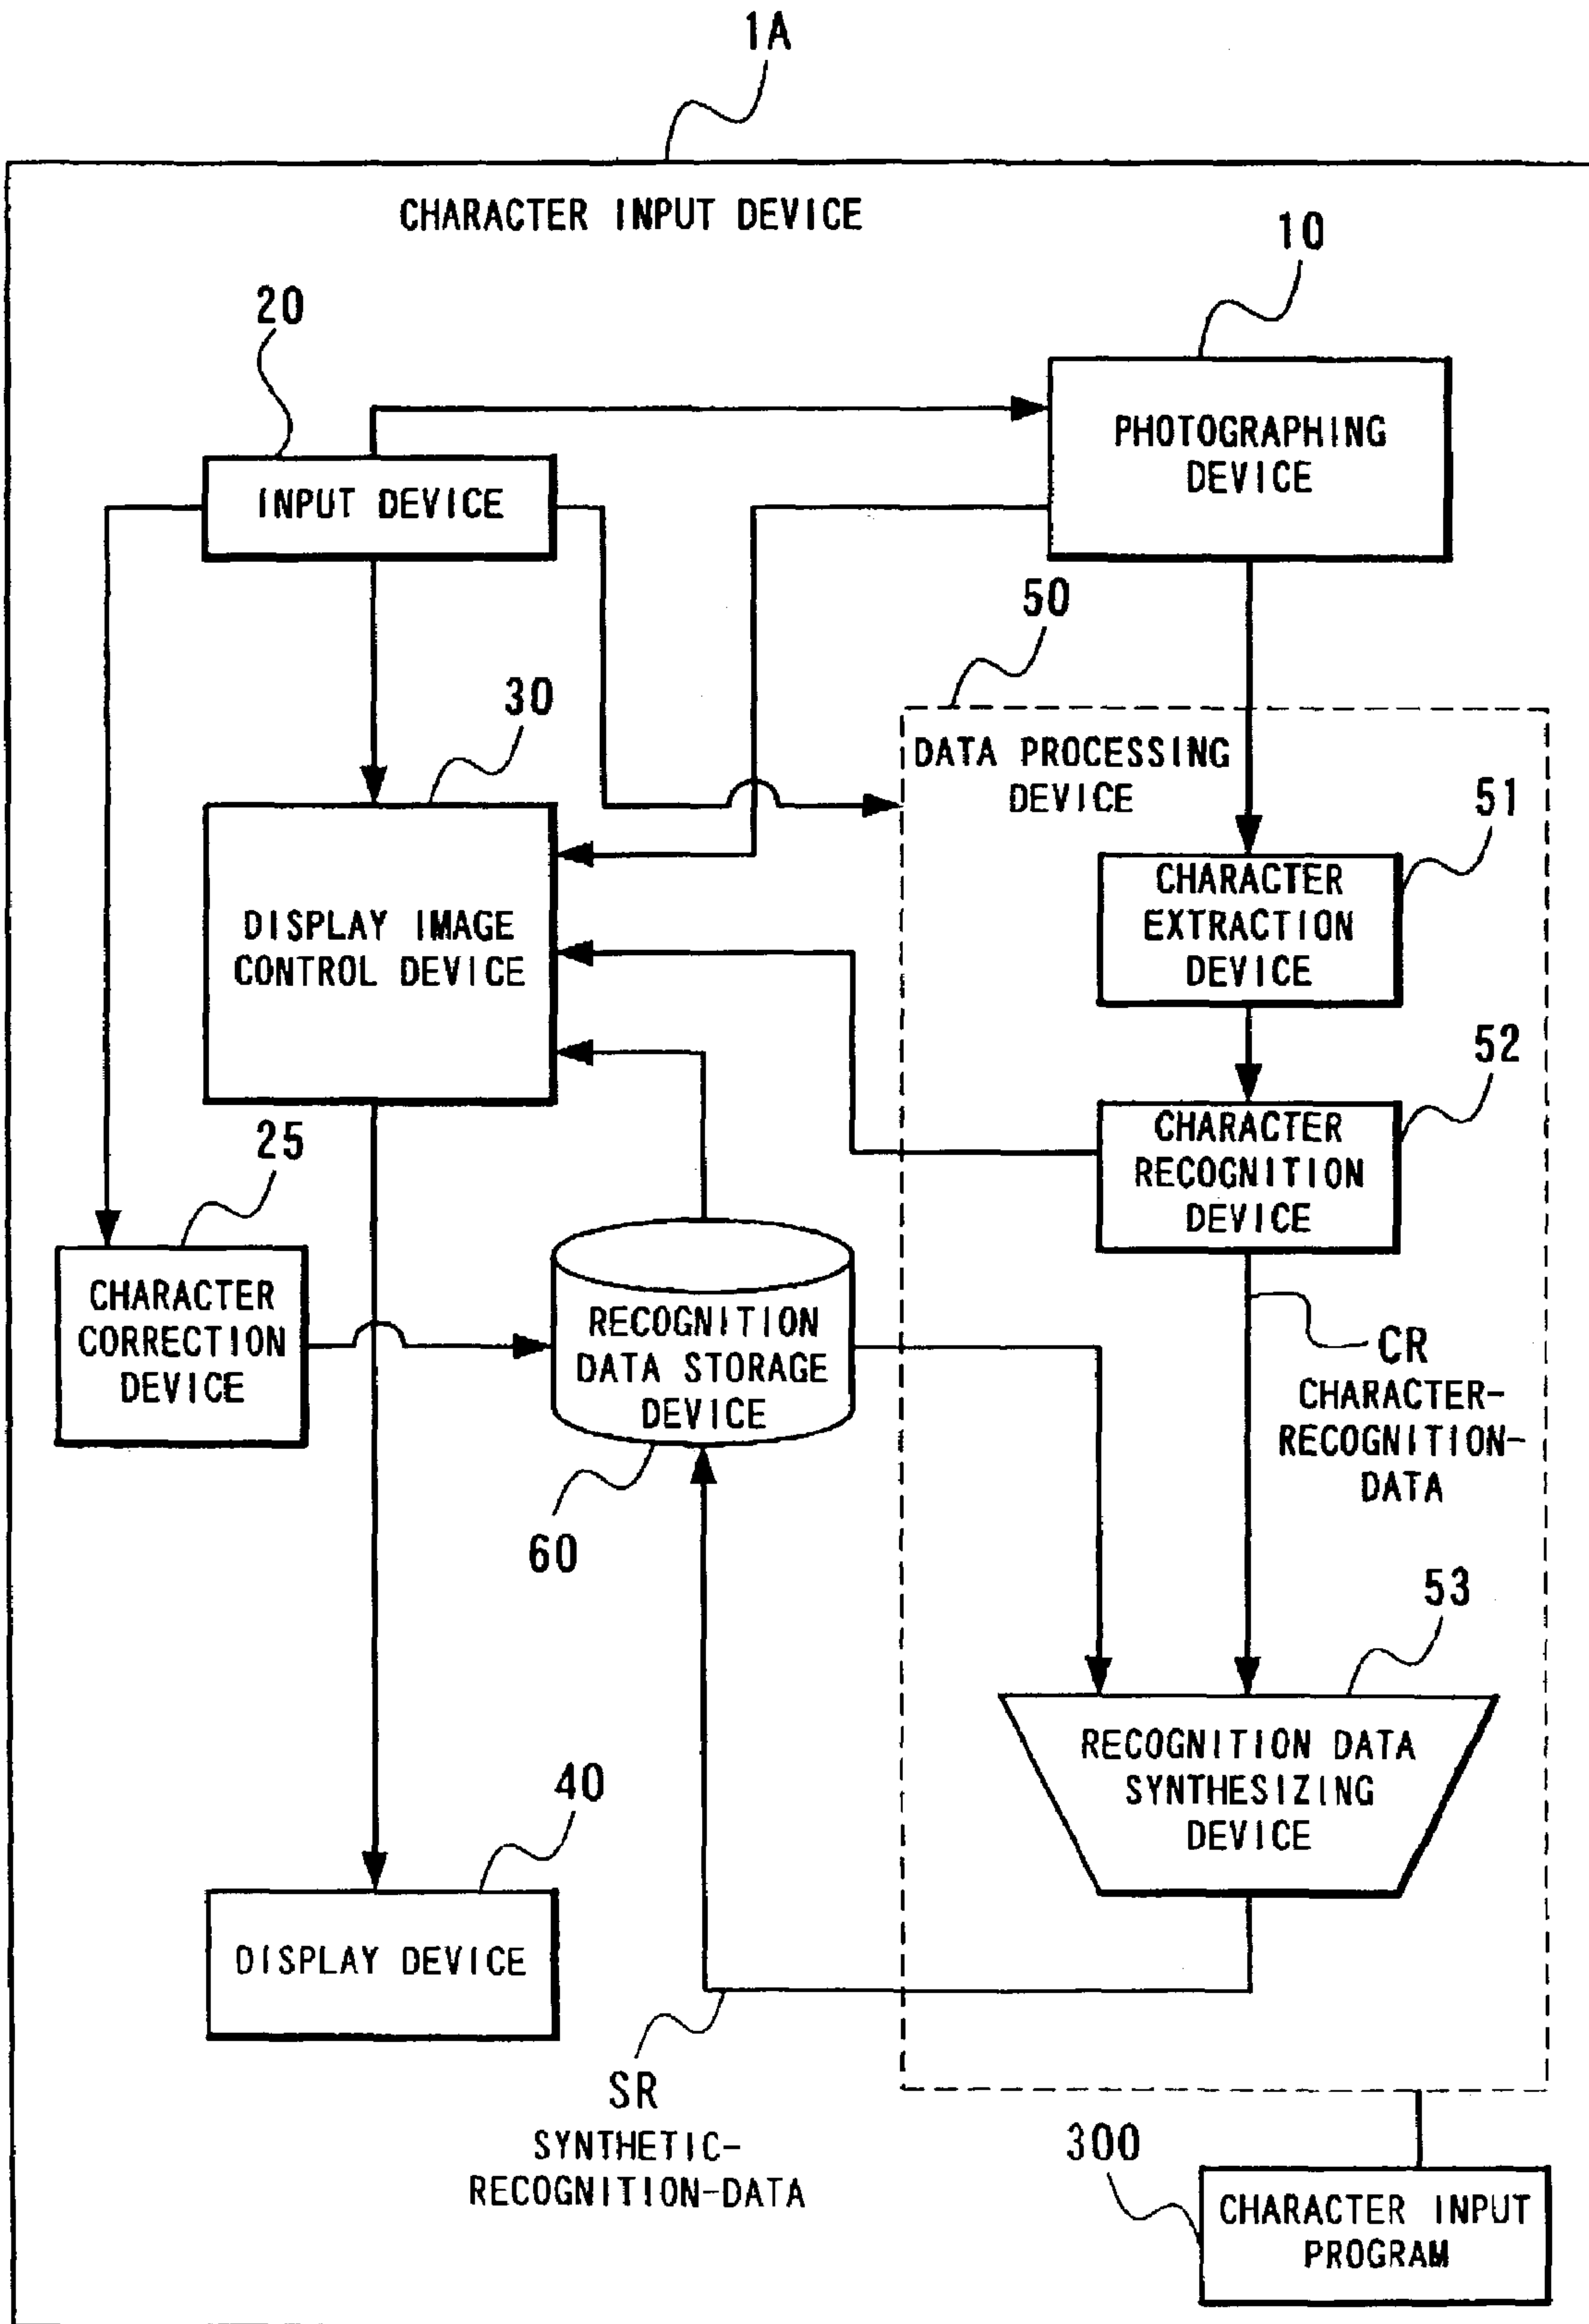 1A
CHARACTER INPUT DEVICE
10
20
PHOTOGRAPHING
DEVICE
INPUT DEVICE
50
30
DATA PROCESSING
DEVICE
51
CHARACTER
EXTRACTION
DEVICE
DISPLAY IMAGE
CONTROL DEVICE
52
CHARACTER
RECOGNITION
DEVICE
25
CHARACTER
CORRECTION
DEVICE
RECOGNITION
DATA STORAGE
DEVICE
CR
CHARACTER-
RECOGNITION-
DATA
60
53
RECOGNITION DATA
SYNTHESIZING
DEVICE
40
DISPLAY DEVICE
SR
SYNTHETIC-
RECOGNITION-DATA
300
CHARACTER INPUT
PROGRAM